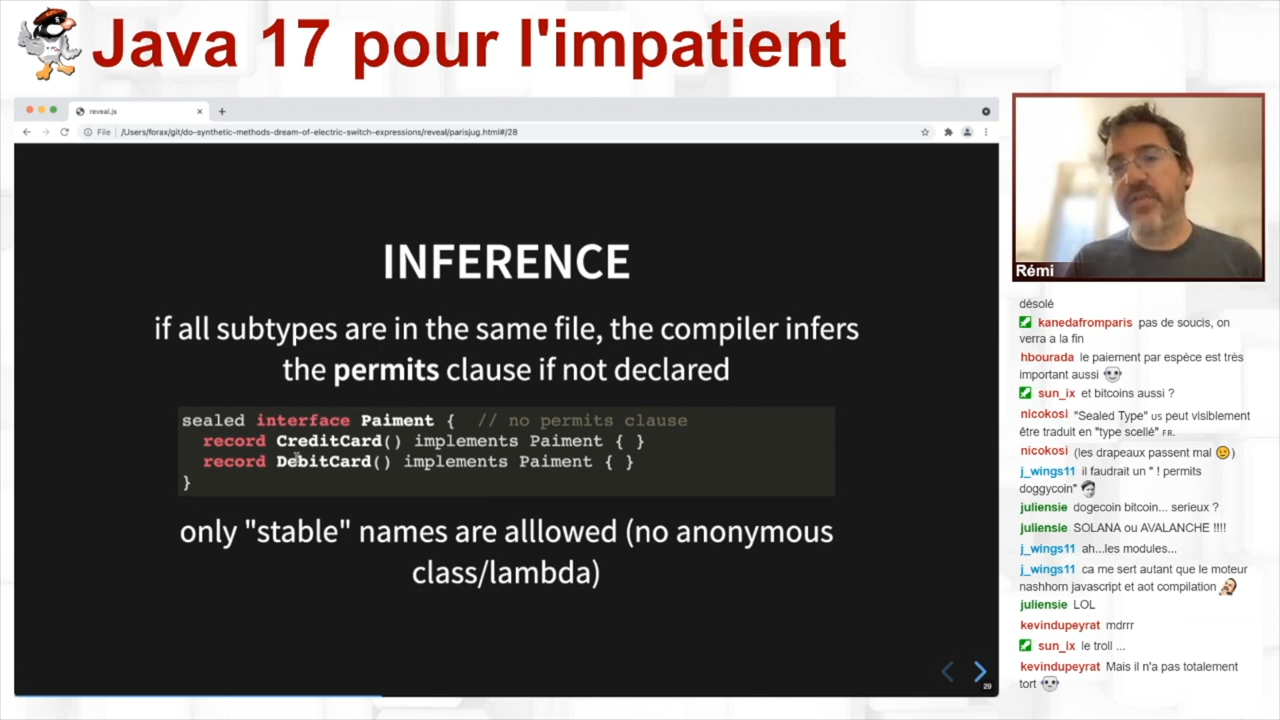 Java 17 pour l'impatient
reveal.js
File | /Users/forax/git/do-synthetic-methods-dream-of-electric-switch-expressions/reveal/parisjug.html#/28
INFERENCE
if all subtypes are in the same file, the compiler infers
the permits clause if not declared
sealed interface Paiment { // no permits clause
record CreditCard() implements Paiment { }
record DebitCard() implements Paiment { }
}
only "stable" names are alllowed (no anonymous
class/lambda)
29
Rémi
désolé
kanedafromparis pas de soucis, on
verra a la fin
hbourada le paiement par espèce est très
important aussi
sun_ix et bitcoins aussi ?
nicokosi "Sealed Type" US peut visiblement
être traduit en "type scellé" FR.
nicokosi (les drapeaux passent mal )
j_wings11 il faudrait un " ! permits
doggycoin"
juliensie dogecoin bitcoin... serieux ?
juliensie SOLANA ou AVALANCHE !!!!
j_wings11 ah...les modules...
j_wings11 ca me sert autant que le moteur
nashhorn javascript et aot compilation
juliensie LOL
kevindupeyrat mdrrr
sun_ix le troll ...
kevindupeyrat Mais il n'a pas totalement
tort